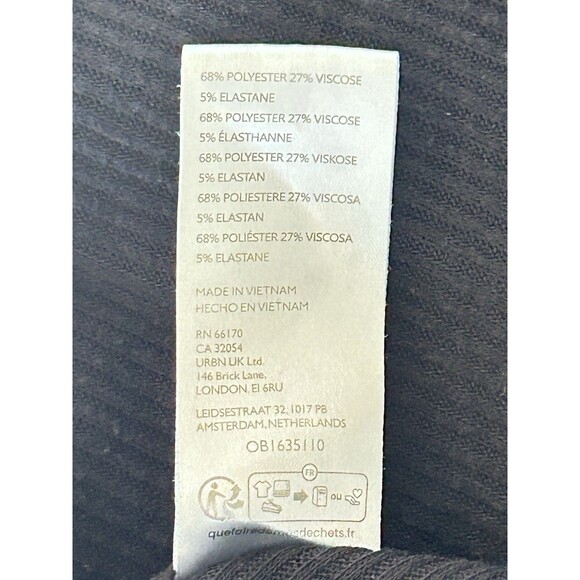 68% POLYESTER 27% VISCOSE
5% ELASTANE
68% POLYESTER 27% VISCOSE
5% ÉLASTHANNE
68% POLYESTER 27% VISKOSE
5% ELASTAN
68% POLIESTERE 27% VISCOSA
5% ELASTAN
68% POLIÉSTER 27% VISCOSA
5% ELASTANE
MADE IN VIETNAM
HECHO EN VIETNAM
RN 66170
CA 32054
URBN UK Ltd.
146 Brick Lane,
LONDON, E1 6RU
LEIDSESTRAAT 32, 1017 PB
AMSTERDAM, NETHERLANDS
OB1635110
FR
ou
quefairedemesdechets.fr